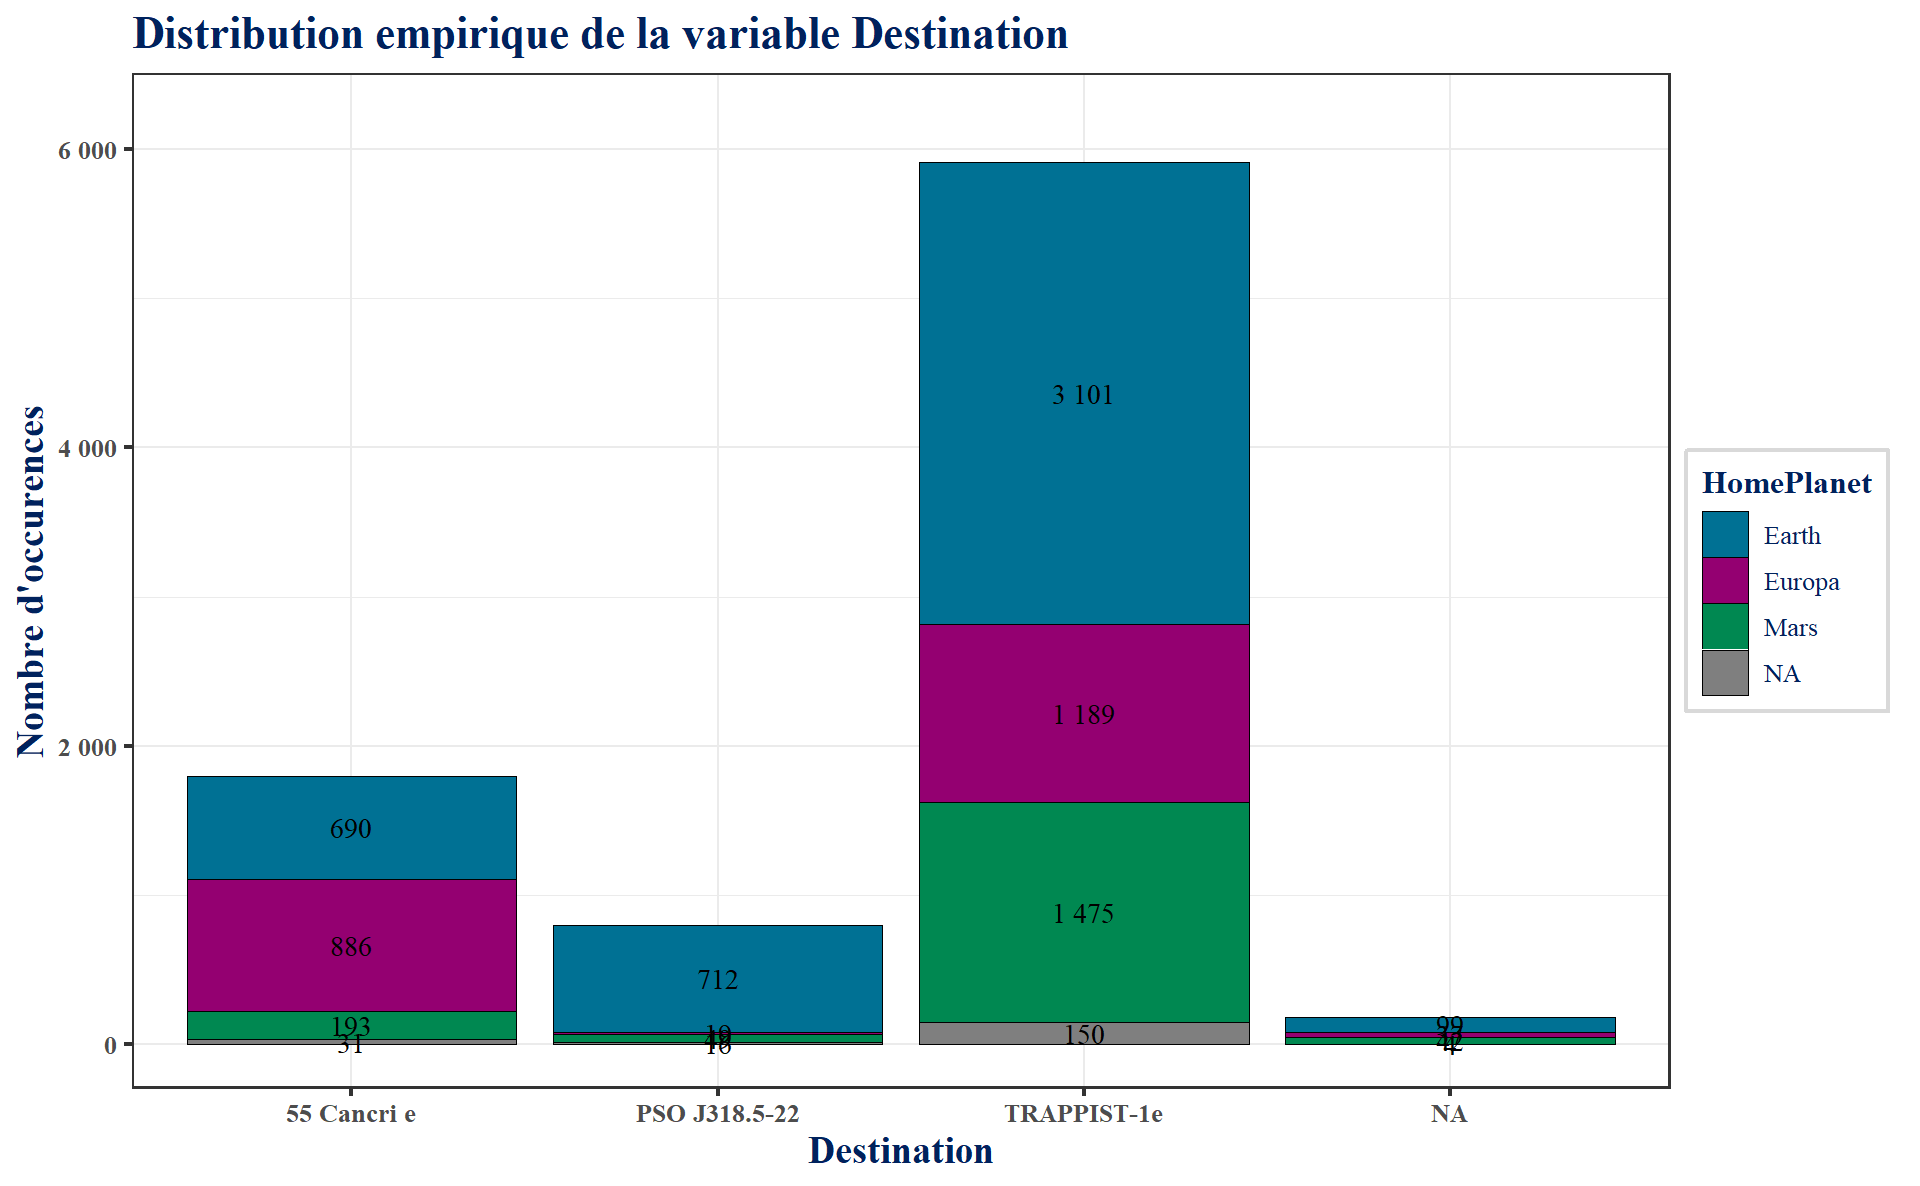 Distribution empirique de la variable Destination
Nombre d'occurences
6 000
4 000
2 000
0
690
886
193
31
712
19
16
3 101
1 189
1 475
150
99
55 Cancri e
PSO J318.5-22
TRAPPIST-1e
NA
Destination
HomePlanet
Earth
Europa
Mars
NA